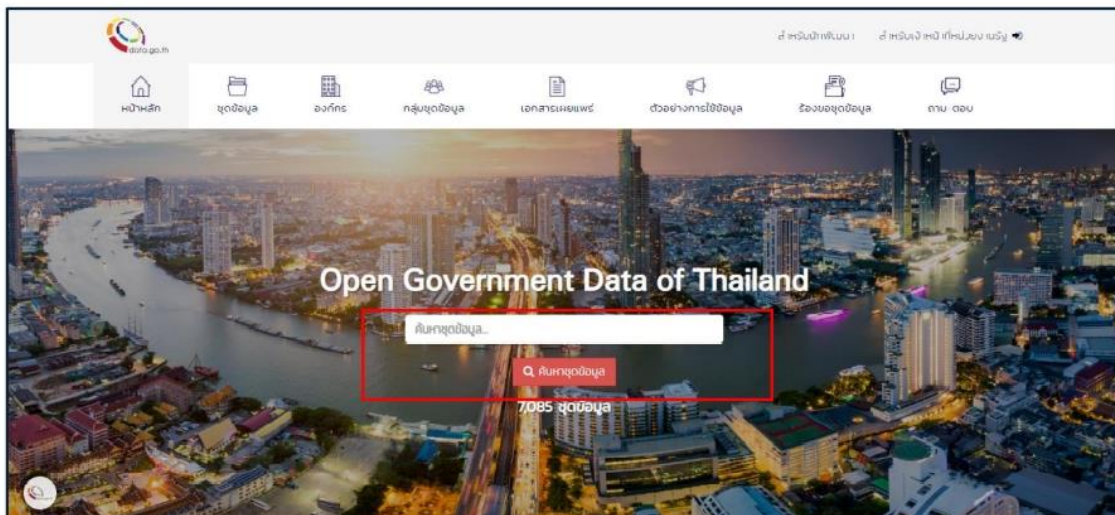 data.go.th
สำหรับนักพัฒนา สำหรับเจ้าหน้าที่หน่วยงานรัฐ
หน้าหลัก ชุดข้อมูล องค์กร กลุ่มชุดข้อมูล เอกสารเผยแพร่ ตัวอย่างการใช้ข้อมูล ร้องขอชุดข้อมูล ถาม-ตอบ
Open Government Data of Thailand
ค้นหาชุดข้อมูล...
ค้นหาชุดข้อมูล
7,085 ชุดข้อมูล